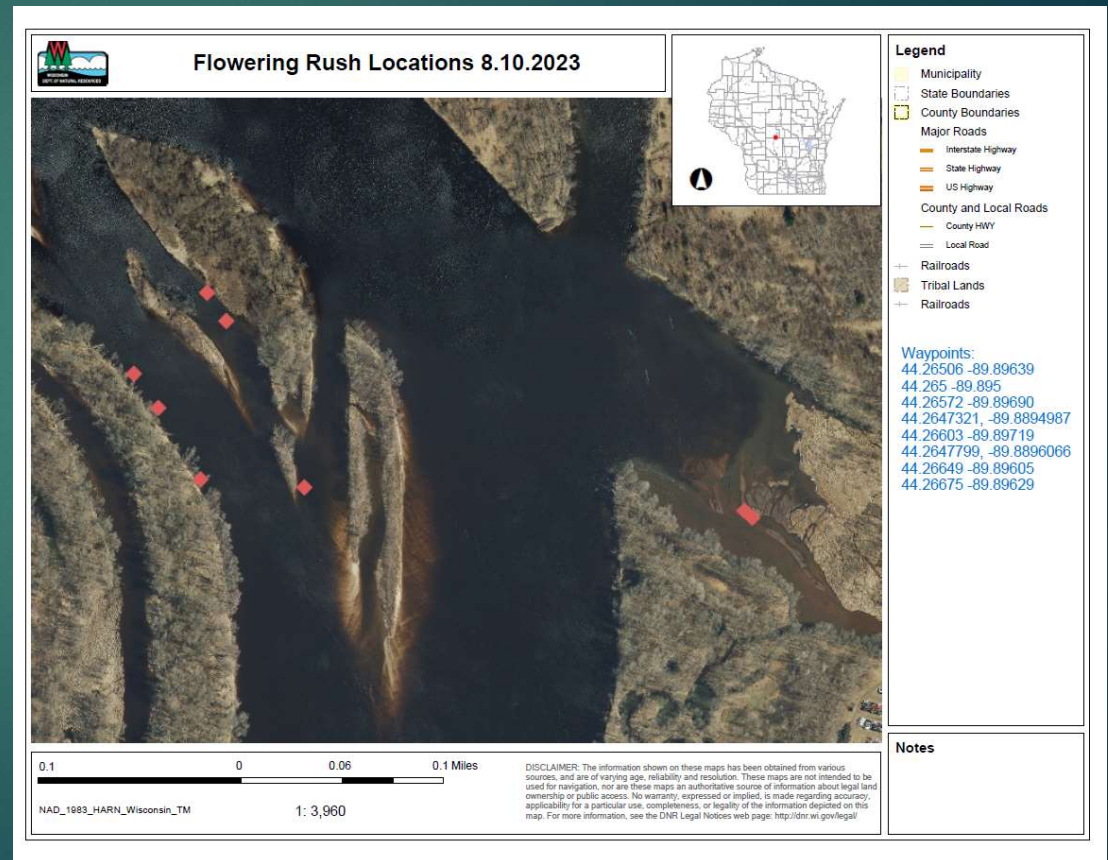 WISCONSIN
DEPT. OF NATURAL RESOURCES
Flowering Rush Locations 8.10.2023
Legend
Municipality
State Boundaries
County Boundaries
Major Roads
Interstate Highway
State Highway
US Highway
County and Local Roads
County HWY
Local Road
Railroads
Tribal Lands
Railroads
Waypoints:
44.26506 -89.89639
44.265 -89.895
44.26572 -89.89690
44.2647321, -89.8894987
44.26603 -89.89719
44.2647799, -89.8896066
44.26649 -89.89605
44.26675 -89.89629
Notes
0.1 0 0.06 0.1 Miles
NAD_1983_HARN_Wisconsin_TM
1: 3,960
DISCLAIMER: The information shown on these maps has been obtained from various
sources, and are of varying age, reliability and resolution. These maps are not intended to be
used for navigation, nor are these maps an authoritative source of information about legal land
ownership or public access. No warranty, expressed or implied, is made regarding accuracy,
applicability for a particular use, completeness, or legality of the information depicted on this
map. For more information, see the DNR Legal Notices web page: http://dnr.wi.gov/legal/